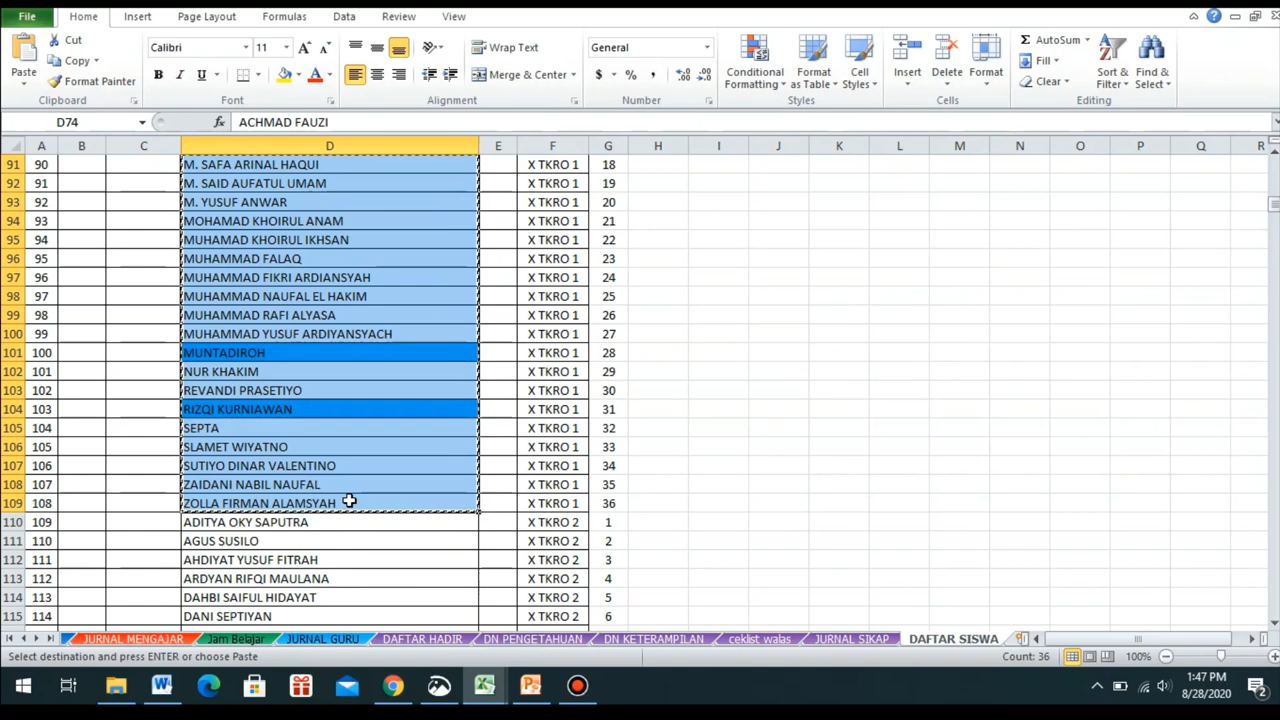 File Home Insert Page Layout Formulas Data Review View
Cut Calibri 11 Wrap Text General AutoSum
Copy Fill
Paste Format Painter Merge & Center $ % , Conditional Formatting Format as Table Cell Styles Insert Delete Format Clear Sort & Filter Find & Select
Clipboard Font Alignment Number Styles Cells Editing
D74 fx ACHMAD FAUZI
A B C D E F G H I J K L M N O P Q R
91 90 M. SAFA ARINAL HAQUI X TKRO 1 18
92 91 M. SAID AUFATUL UMAM X TKRO 1 19
93 92 M. YUSUF ANWAR X TKRO 1 20
94 93 MOHAMAD KHOIRUL ANAM X TKRO 1 21
95 94 MUHAMAD KHOIRUL IKHSAN X TKRO 1 22
96 95 MUHAMMAD FALAQ X TKRO 1 23
97 96 MUHAMMAD FIKRI ARDIANSYAH X TKRO 1 24
98 97 MUHAMMAD NAUFAL EL HAKIM X TKRO 1 25
99 98 MUHAMMAD RAFI ALYASA X TKRO 1 26
100 99 MUHAMMAD YUSUF ARDIYANSYACH X TKRO 1 27
101 100 MUNTADIROH X TKRO 1 28
102 101 NUR KHAKIM X TKRO 1 29
103 102 REVANDI PRASETIYO X TKRO 1 30
104 103 RIZQI KURNIAWAN X TKRO 1 31
105 104 SEPTA X TKRO 1 32
106 105 SLAMET WIYATNO X TKRO 1 33
107 106 SUTIYO DINAR VALENTINO X TKRO 1 34
108 107 ZAIDANI NABIL NAUFAL X TKRO 1 35
109 108 ZOLLA FIRMAN ALAMSYAH X TKRO 1 36
110 109 ADITYA OKY SAPUTRA X TKRO 2 1
111 110 AGUS SUSILO X TKRO 2 2
112 111 AHDIYAT YUSUF FITRAH X TKRO 2 3
113 112 ARDYAN RIFQI MAULANA X TKRO 2 4
114 113 DAHBI SAIFUL HIDAYAT X TKRO 2 5
115 114 DANI SEPTIYAN X TKRO 2 6
JURNAL MENGAJAR Jam Belajar JURNAL GURU DAFTAR HADIR DN PENGETAHUAN DN KETERAMPILAN ceklist walas JURNAL SIKAP DAFTAR SISWA
Select destination and press ENTER or choose Paste Count: 36 100%
1:47 PM
8/28/2020 2